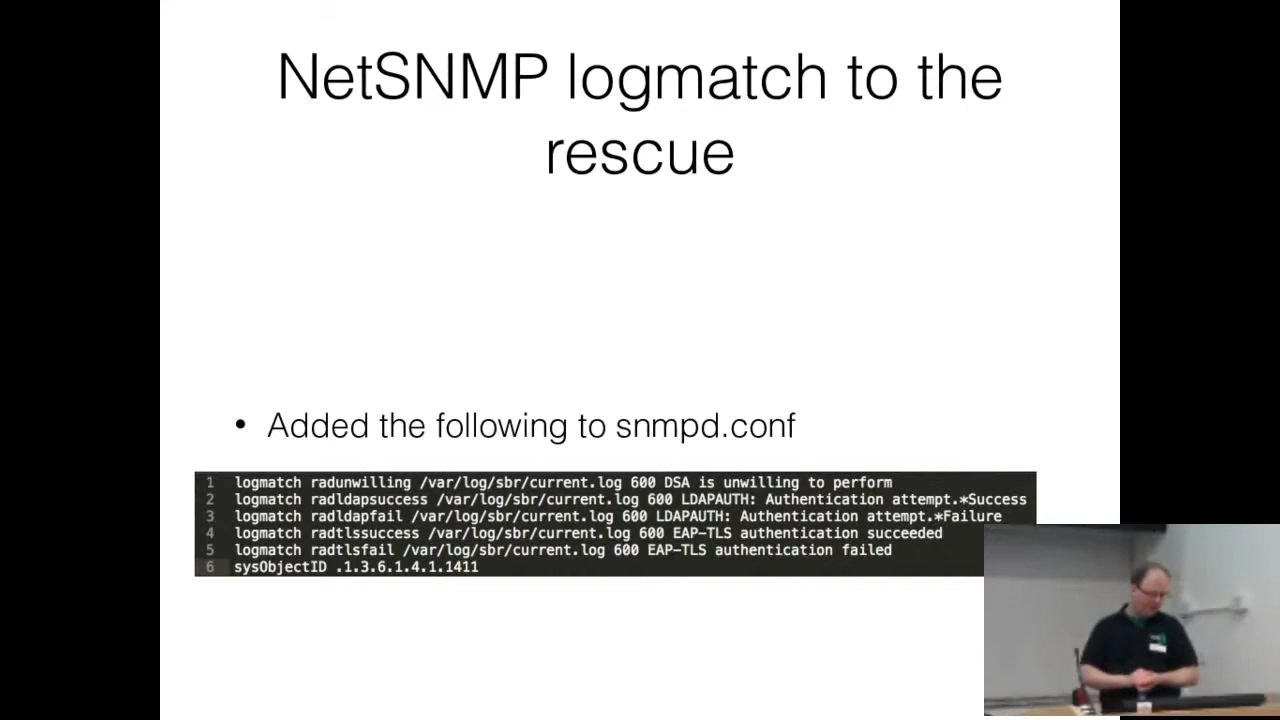 NetSNMP logmatch to the
rescue
• Added the following to snmpd.conf
1 logmatch radunwilling /var/log/sbr/current.log 600 DSA is unwilling to perform
2 logmatch radldapsuccess /var/log/sbr/current.log 600 LDAPAUTH: Authentication attempt.*Success
3 logmatch radldapfail /var/log/sbr/current.log 600 LDAPAUTH: Authentication attempt.*Failure
4 logmatch radtlssuccess /var/log/sbr/current.log 600 EAP-TLS authentication succeeded
5 logmatch radtlsfail /var/log/sbr/current.log 600 EAP-TLS authentication failed
6 sysObjectID .1.3.6.1.4.1.1411